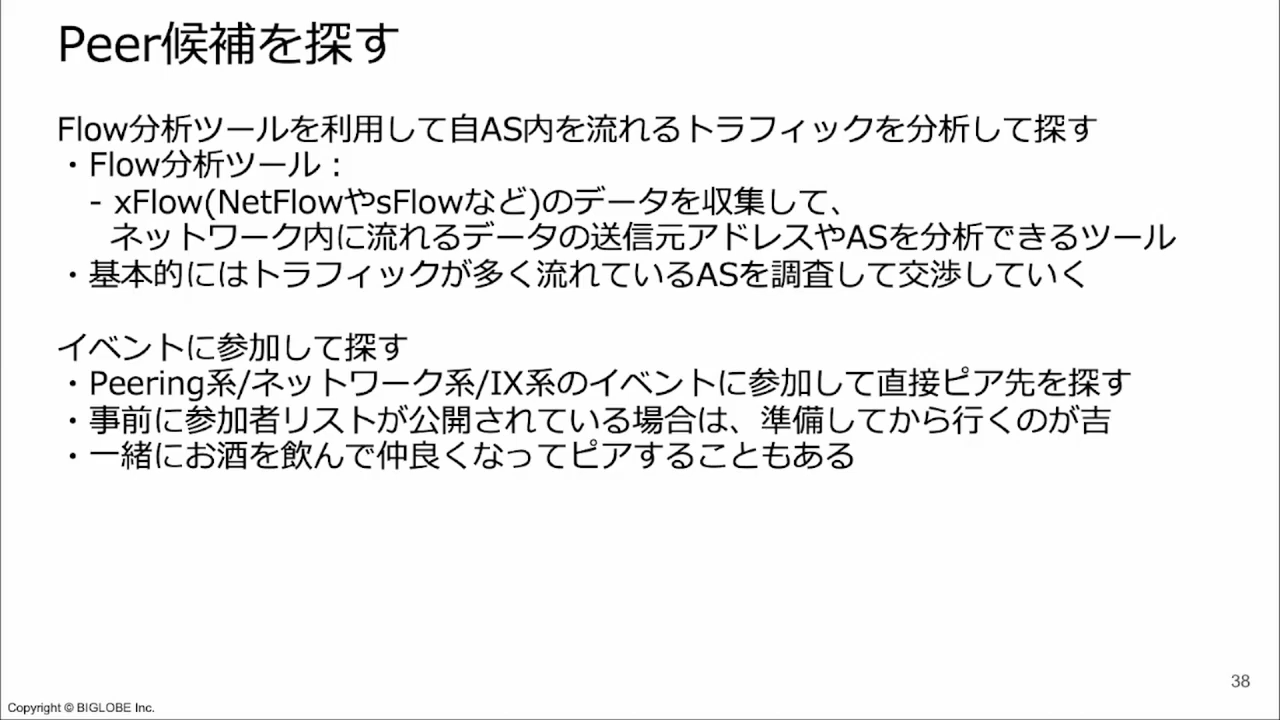 Peer候補を探す
Flow分析ツールを利用して自AS内を流れるトラフィックを分析して探す
・Flow分析ツール：
- xFlow(NetFlowやsFlowなど)のデータを収集して、
ネットワーク内に流れるデータの送信元アドレスやASを分析できるツール
・基本的にはトラフィックが多く流れているASを調査して交渉していく
イベントに参加して探す
・Peering系/ネットワーク系/IX系のイベントに参加して直接ピア先を探す
・事前に参加者リストが公開されている場合は、準備してから行くのが吉
・一緒にお酒を飲んで仲良くなってピアすることもある
38
Copyright © BIGLOBE Inc.